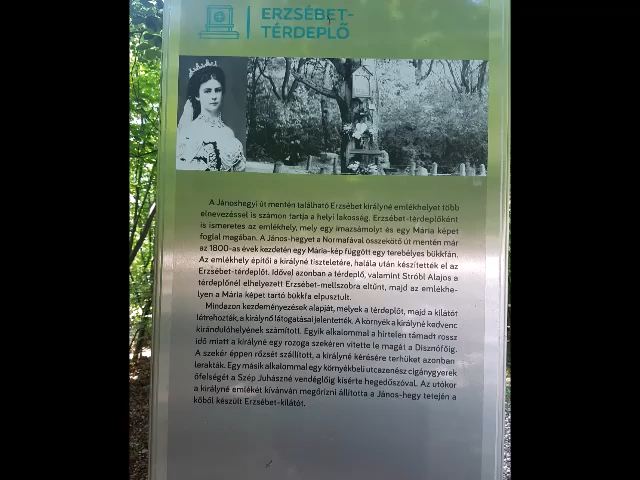 ERZSÉBET-
TÉRDEPLŐ
A Jánoshegyi út mentén található Erzsébet királyné emlékhelyet több
elnevezéssel is számon tartja a helyi lakosság. Erzsébet-térdeplőként
is ismeretes az emlékhely, mely egy imazsámolyt és egy Mária képet
foglal magában. A János-hegyet a Normafával összekötő út mentén már
az 1800-as évek kezdetén egy Mária-kép függött egy terebélyes bükkfán.
Az emlékhely építői a királyné tiszteletére, halála után készítették el az
Erzsébet-térdeplőt. Idővel azonban a térdeplő, valamint Stróbl Alajos a
térdeplőnél elhelyezett Erzsébet-mellszobra eltűnt, majd az emlékhe-
lyen a Mária képet tartó bükkfa elpusztult.
Mindazon kezdeményezések alapját, melyek a térdeplőt, majd a kilátót
létrehozták, a királynő látogatásai jelentették. A környék a királyné kedvenc
kirándulóhelyének számított. Egyik alkalommal a hirtelen támadt rossz
idő miatt a királyné egy rozoga szekéren vitette le magát a Disznófőig.
A szekér éppen rőzsét szállított, a királyné kérésére terhüket azonban
lerakták. Egy másik alkalommal egy környékbeli utcazenész cigánygyerek
őfelségét a Szép Juhászné vendéglőig kísérte hegedűszóval. Az utókor
a királyné emlékét kívánván megőrizni állította a János-hegy tetején a
kőből készült Erzsébet-kilátót.